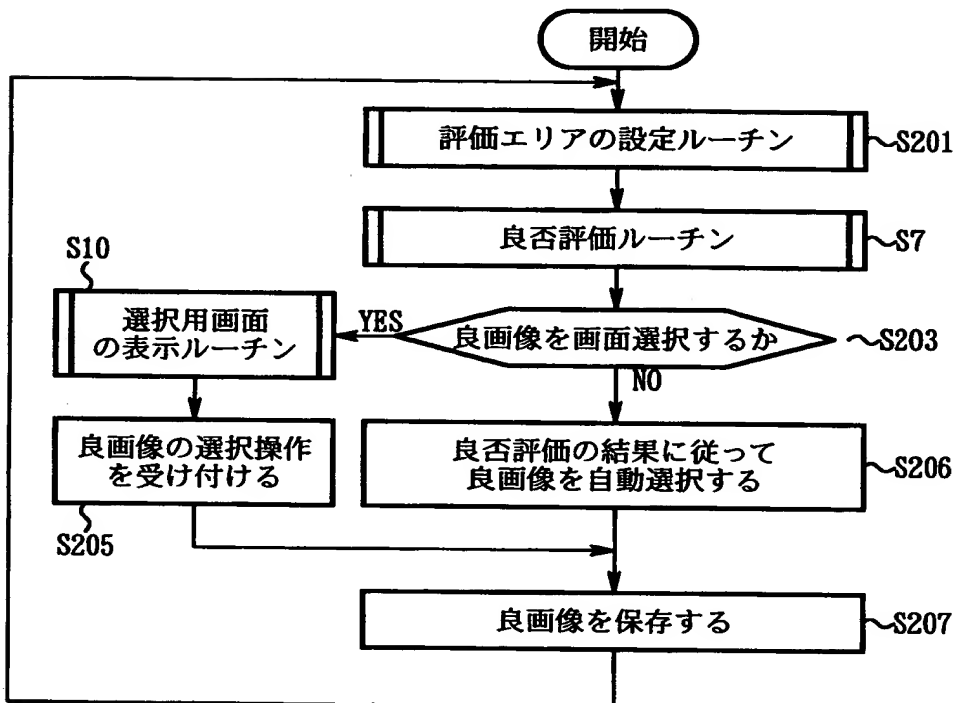 開始
評価エリアの設定ルーチン
S201
良否評価ルーチン
S7
S10
選択用画面
の表示ルーチン
YES
良画像を画面選択するか
S203
NO
良画像の選択操作
を受け付ける
S205
良否評価の結果に従って
良画像を自動選択する
S206
良画像を保存する
S207